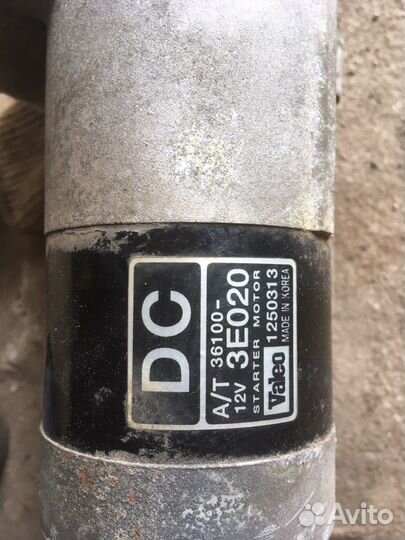 DC
A/T 36100-
12V 3E020
STARTER MOTOR
Valeo 1250313
MADE IN KOREA
Avito